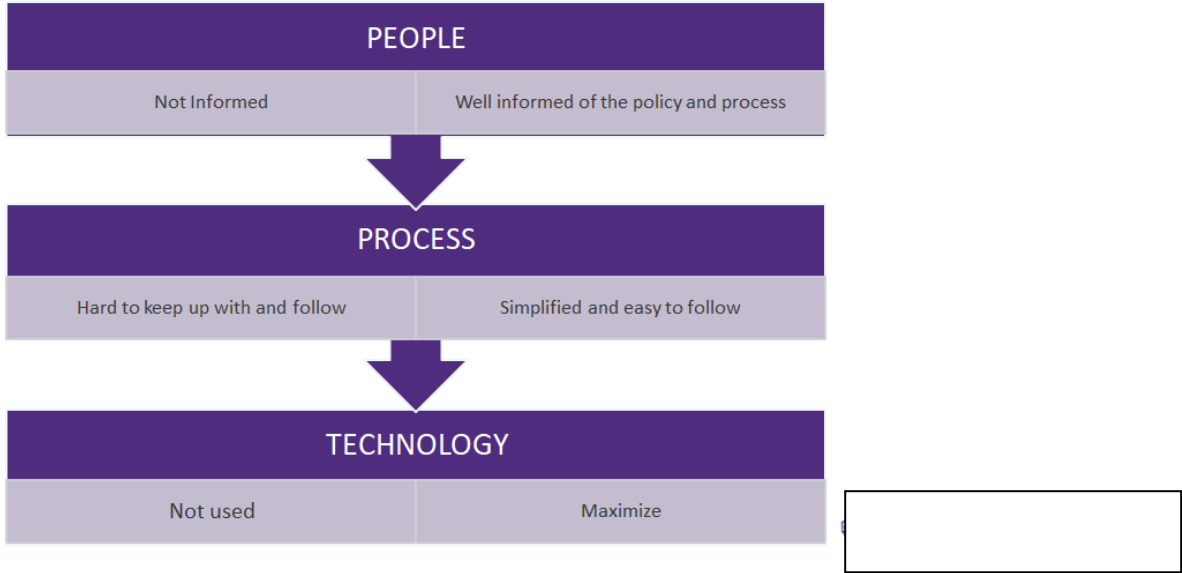 PEOPLE
Not Informed
Well informed of the policy and process
PROCESS
Hard to keep up with and follow
Simplified and easy to follow
TECHNOLOGY
Not used
Maximize